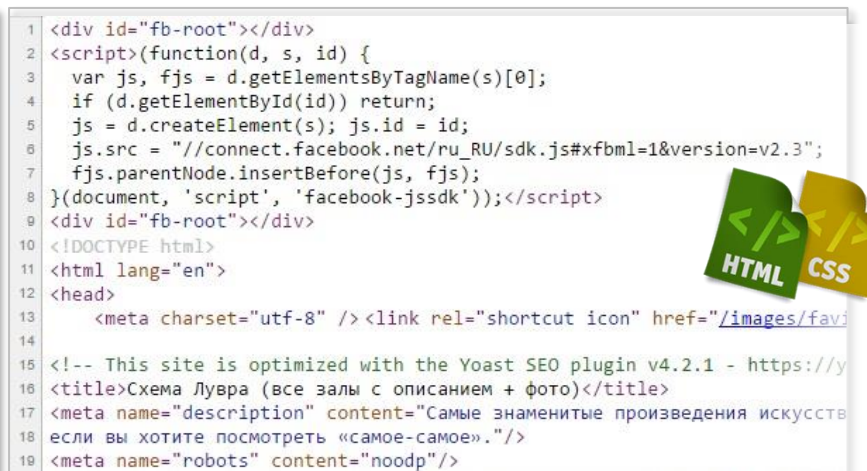 1 <div id="fb-root"></div>
2 <script>(function(d, s, id) {
3 var js, fjs = d.getElementsByTagName(s)[0];
4 if (d.getElementById(id)) return;
5 js = d.createElement(s); js.id = id;
6 js.src = "//connect.facebook.net/ru_RU/sdk.js#xfbml=1&version=v2.3";
7 fjs.parentNode.insertBefore(js, fjs);
8 }(document, 'script', 'facebook-jssdk'));</script>
9 <div id="fb-root"></div>
10 <!DOCTYPE html>
11 <html lang="en">
12 <head>
13 <meta charset="utf-8" /><link rel="shortcut icon" href="/images/favi
14
15 <!-- This site is optimized with the Yoast SEO plugin v4.2.1 - https://y
16 <title>Схема Лувра (все залы с описанием + фото)</title>
17 <meta name="description" content="Самые знаменитые произведения искусств
18 если вы хотите посмотреть «самое-самое»."/>
19 <meta name="robots" content="noodp"/>
</> HTML
</> CSS